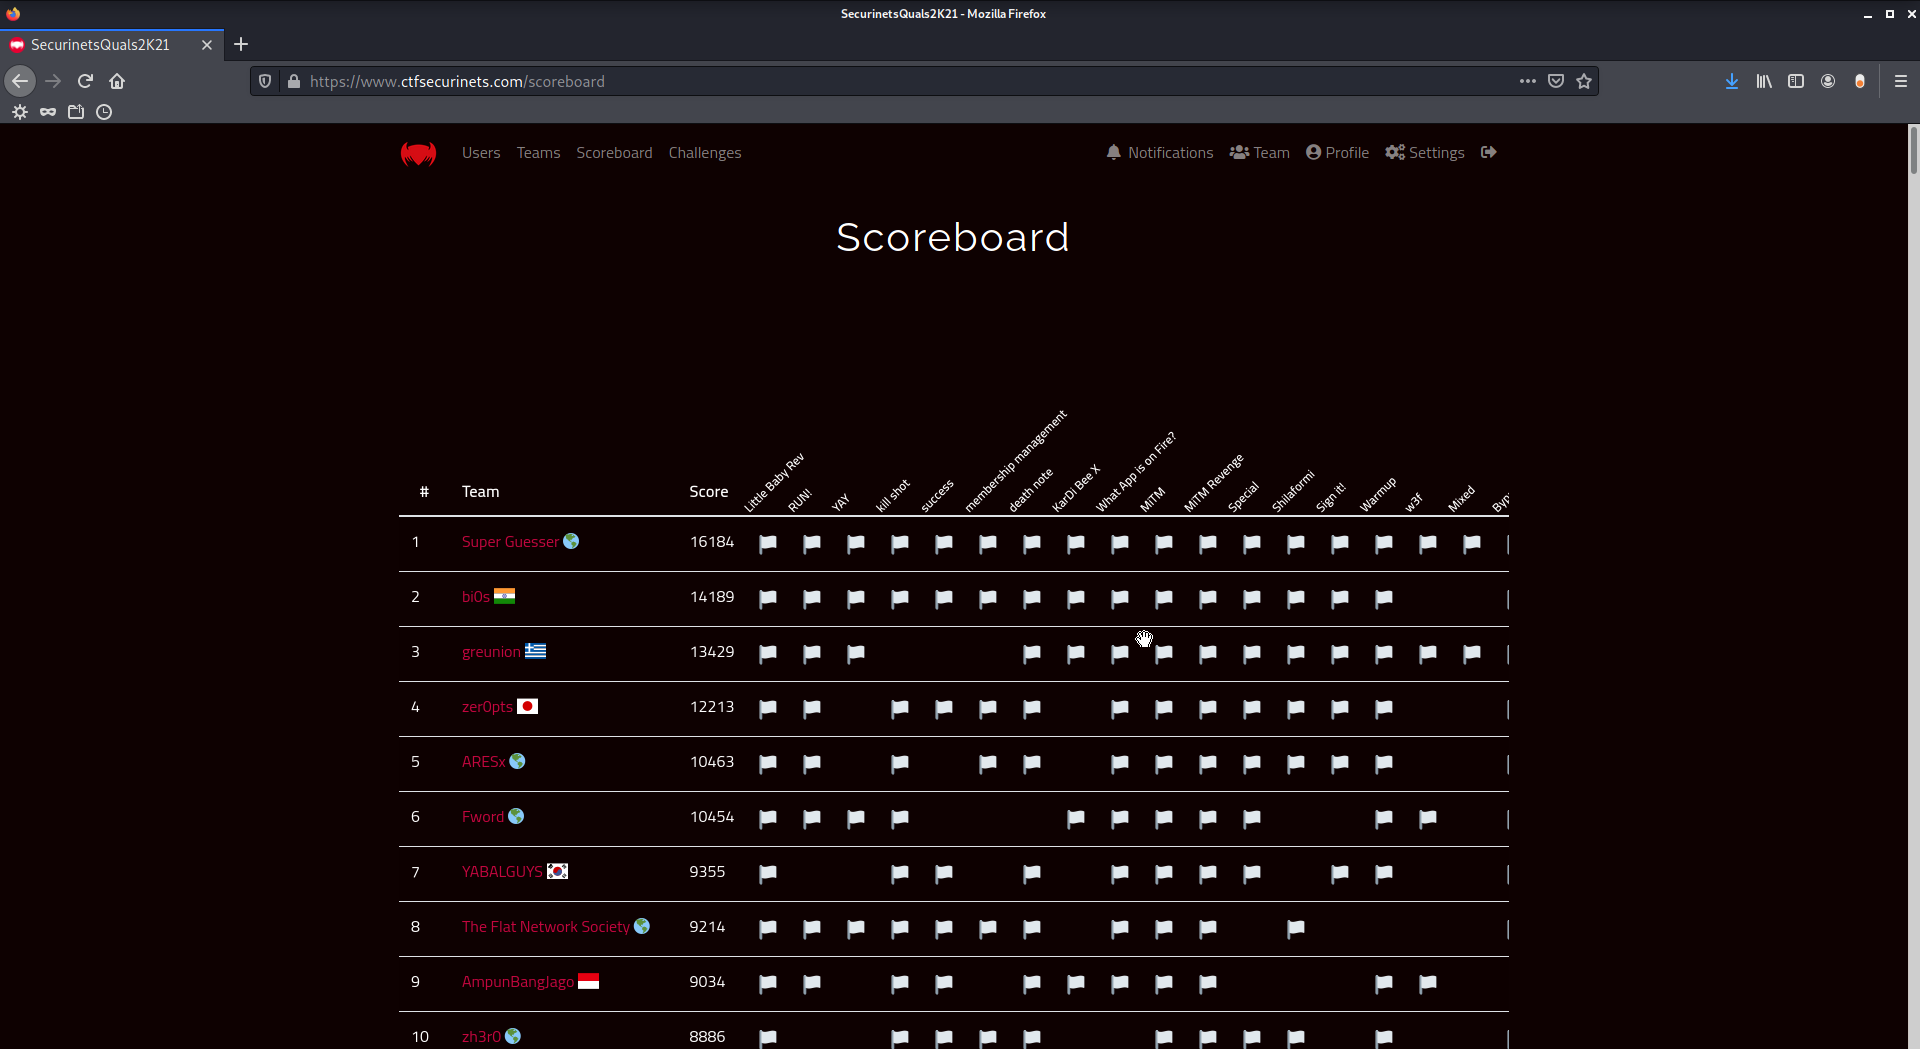 SecurinetsQuals2K21 - Mozilla Firefox
SecurinetsQuals2K21
https://www.ctfsecurinets.com/scoreboard
Users Teams Scoreboard Challenges Notifications Team Profile Settings
Scoreboard
# Team Score Little Baby Rev RUN! YAY kill shot success membership management death note KarDi Bee X What App is on Fire? MiTM MiTM Revenge Special Shilaformi Sign it! Warmup w3f Mixed Byp
1 Super Guesser 16184
2 bi0s 14189
3 greunion 13429
4 zer0pts 12213
5 ARESx 10463
6 Fword 10454
7 YABALGUYS 9355
8 The Flat Network Society 9214
9 AmpunBangJago 9034
10 zh3r0 8886